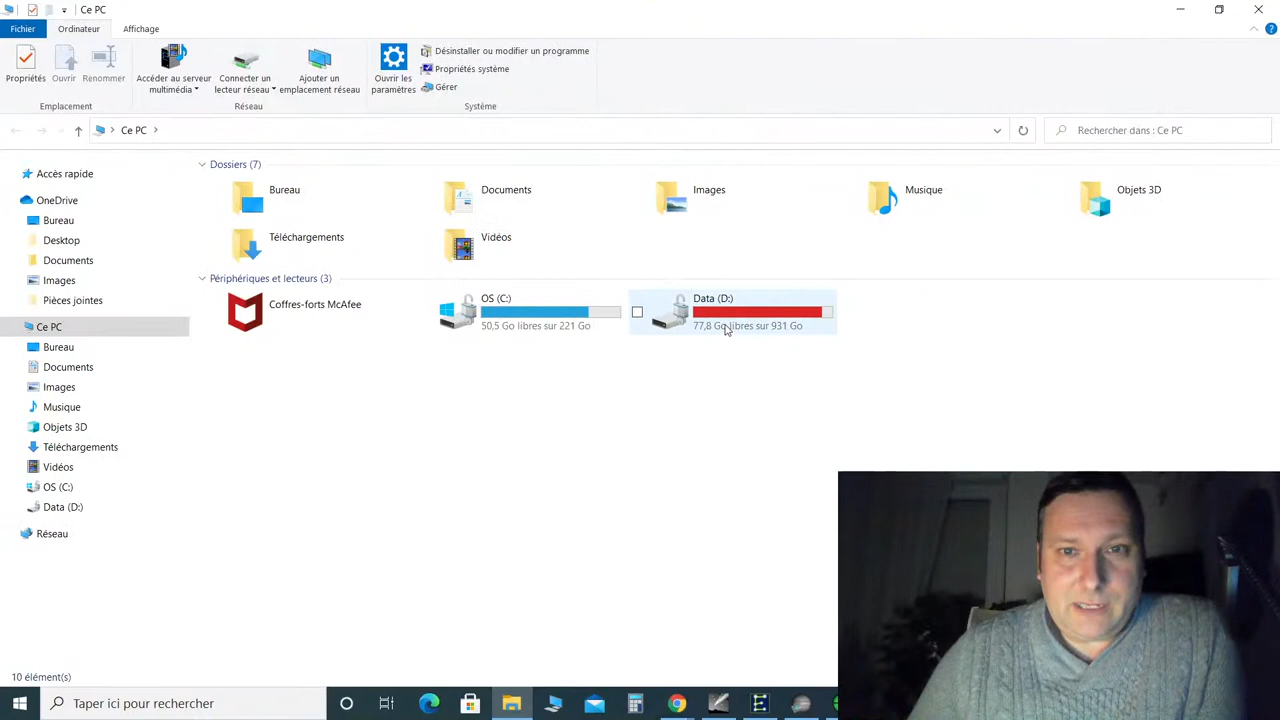 Ce PC
Fichier
Ordinateur
Affichage
Propriétés
Ouvrir
Renommer
Emplacement
Accéder au serveur
multimédia
Connecter un
lecteur réseau
Ajouter un
emplacement réseau
Réseau
Ouvrir les
paramètres
Désinstaller ou modifier un programme
Propriétés système
Gérer
Système
Ce PC
Rechercher dans : Ce PC
Accès rapide
OneDrive
Bureau
Desktop
Documents
Images
Pièces jointes
Ce PC
Bureau
Documents
Images
Musique
Objets 3D
Téléchargements
Vidéos
OS (C:)
Data (D:)
Réseau
Dossiers (7)
Bureau
Documents
Images
Musique
Objets 3D
Téléchargements
Vidéos
Périphériques et lecteurs (3)
Coffres-forts McAfee
OS (C:)
50,5 Go libres sur 221 Go
Data (D:)
77,8 Go libres sur 931 Go
10 élément(s)
Taper ici pour rechercher